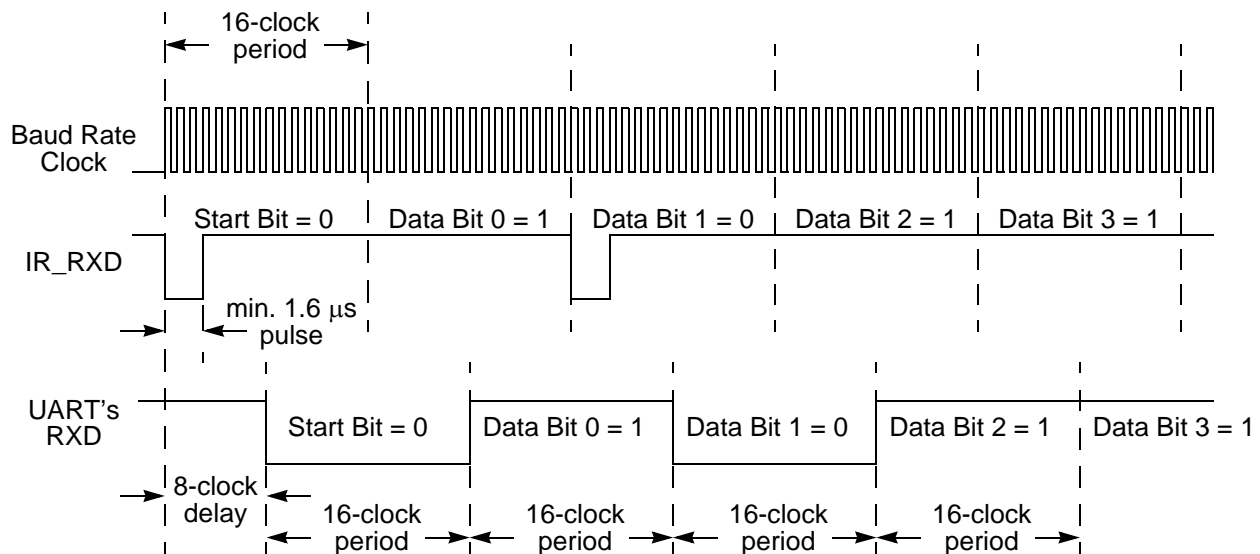 16-clock
period
Baud Rate
Clock
Start Bit = 0
Data Bit 0 = 1
Data Bit 1 = 0
Data Bit 2 = 1
Data Bit 3 = 1
IR_RXD
min. 1.6 μs
pulse
UART's
RXD
Start Bit = 0
Data Bit 0 = 1
Data Bit 1 = 0
Data Bit 2 = 1
Data Bit 3 = 1
8-clock
delay
16-clock
period
16-clock
period
16-clock
period
16-clock
period